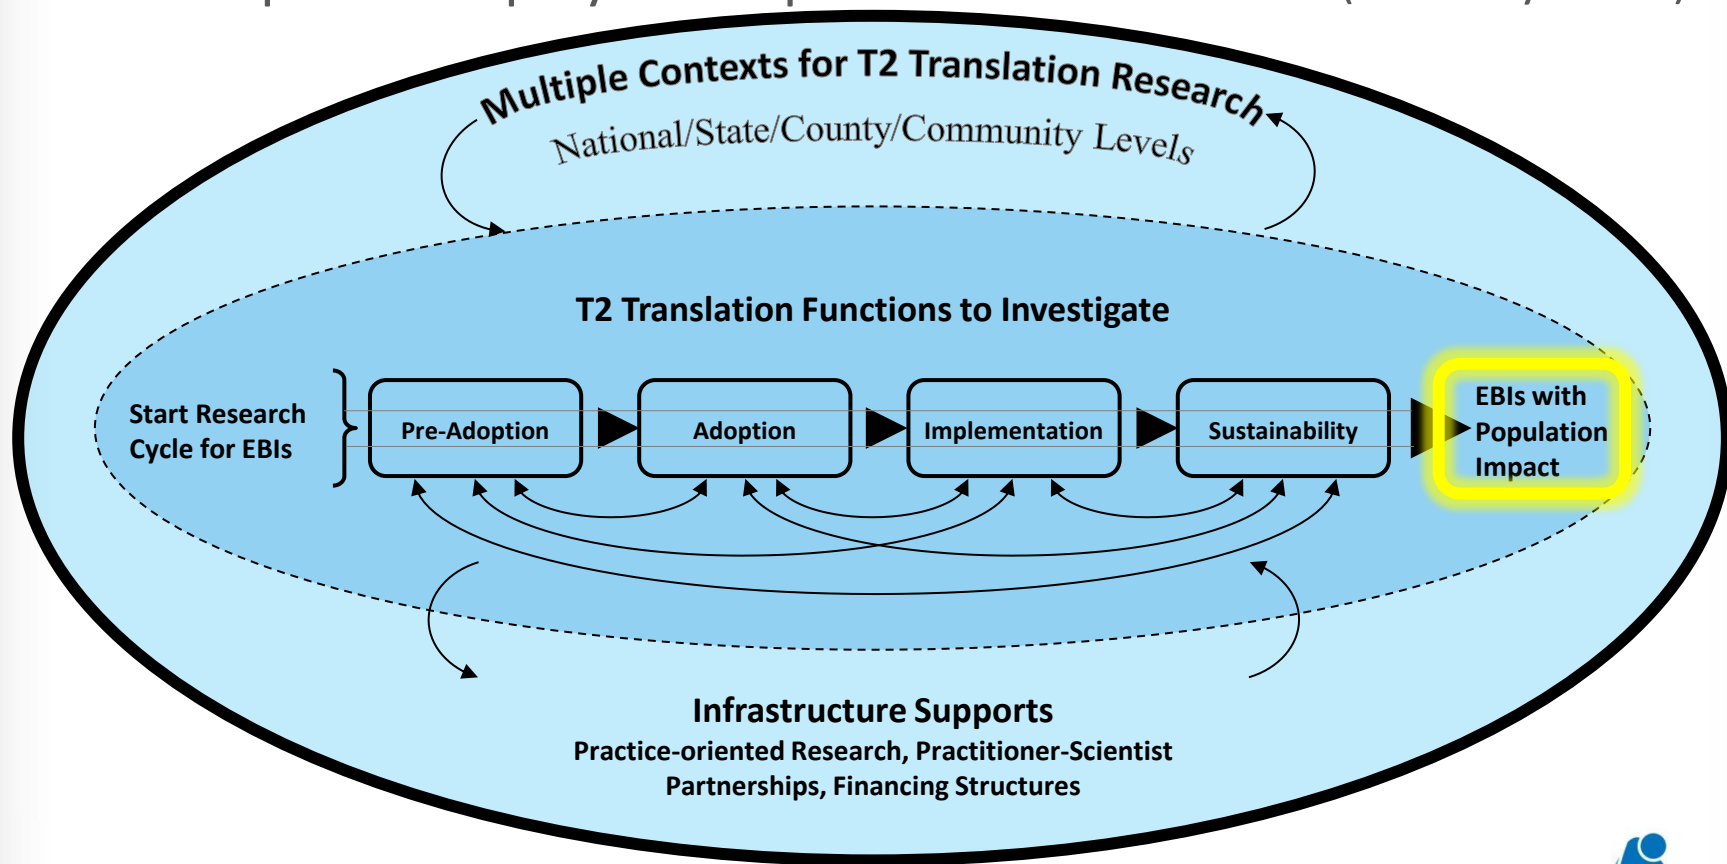 Multiple Contexts for T2 Translation Research
National/State/County/Community Levels
T2 Translation Functions to Investigate
Start Research
Cycle for EBIs
Pre-Adoption
Adoption
Implementation
Sustainability
EBIs with
Population
Impact
Infrastructure Supports
Practice-oriented Research, Practitioner-Scientist
Partnerships, Financing Structures